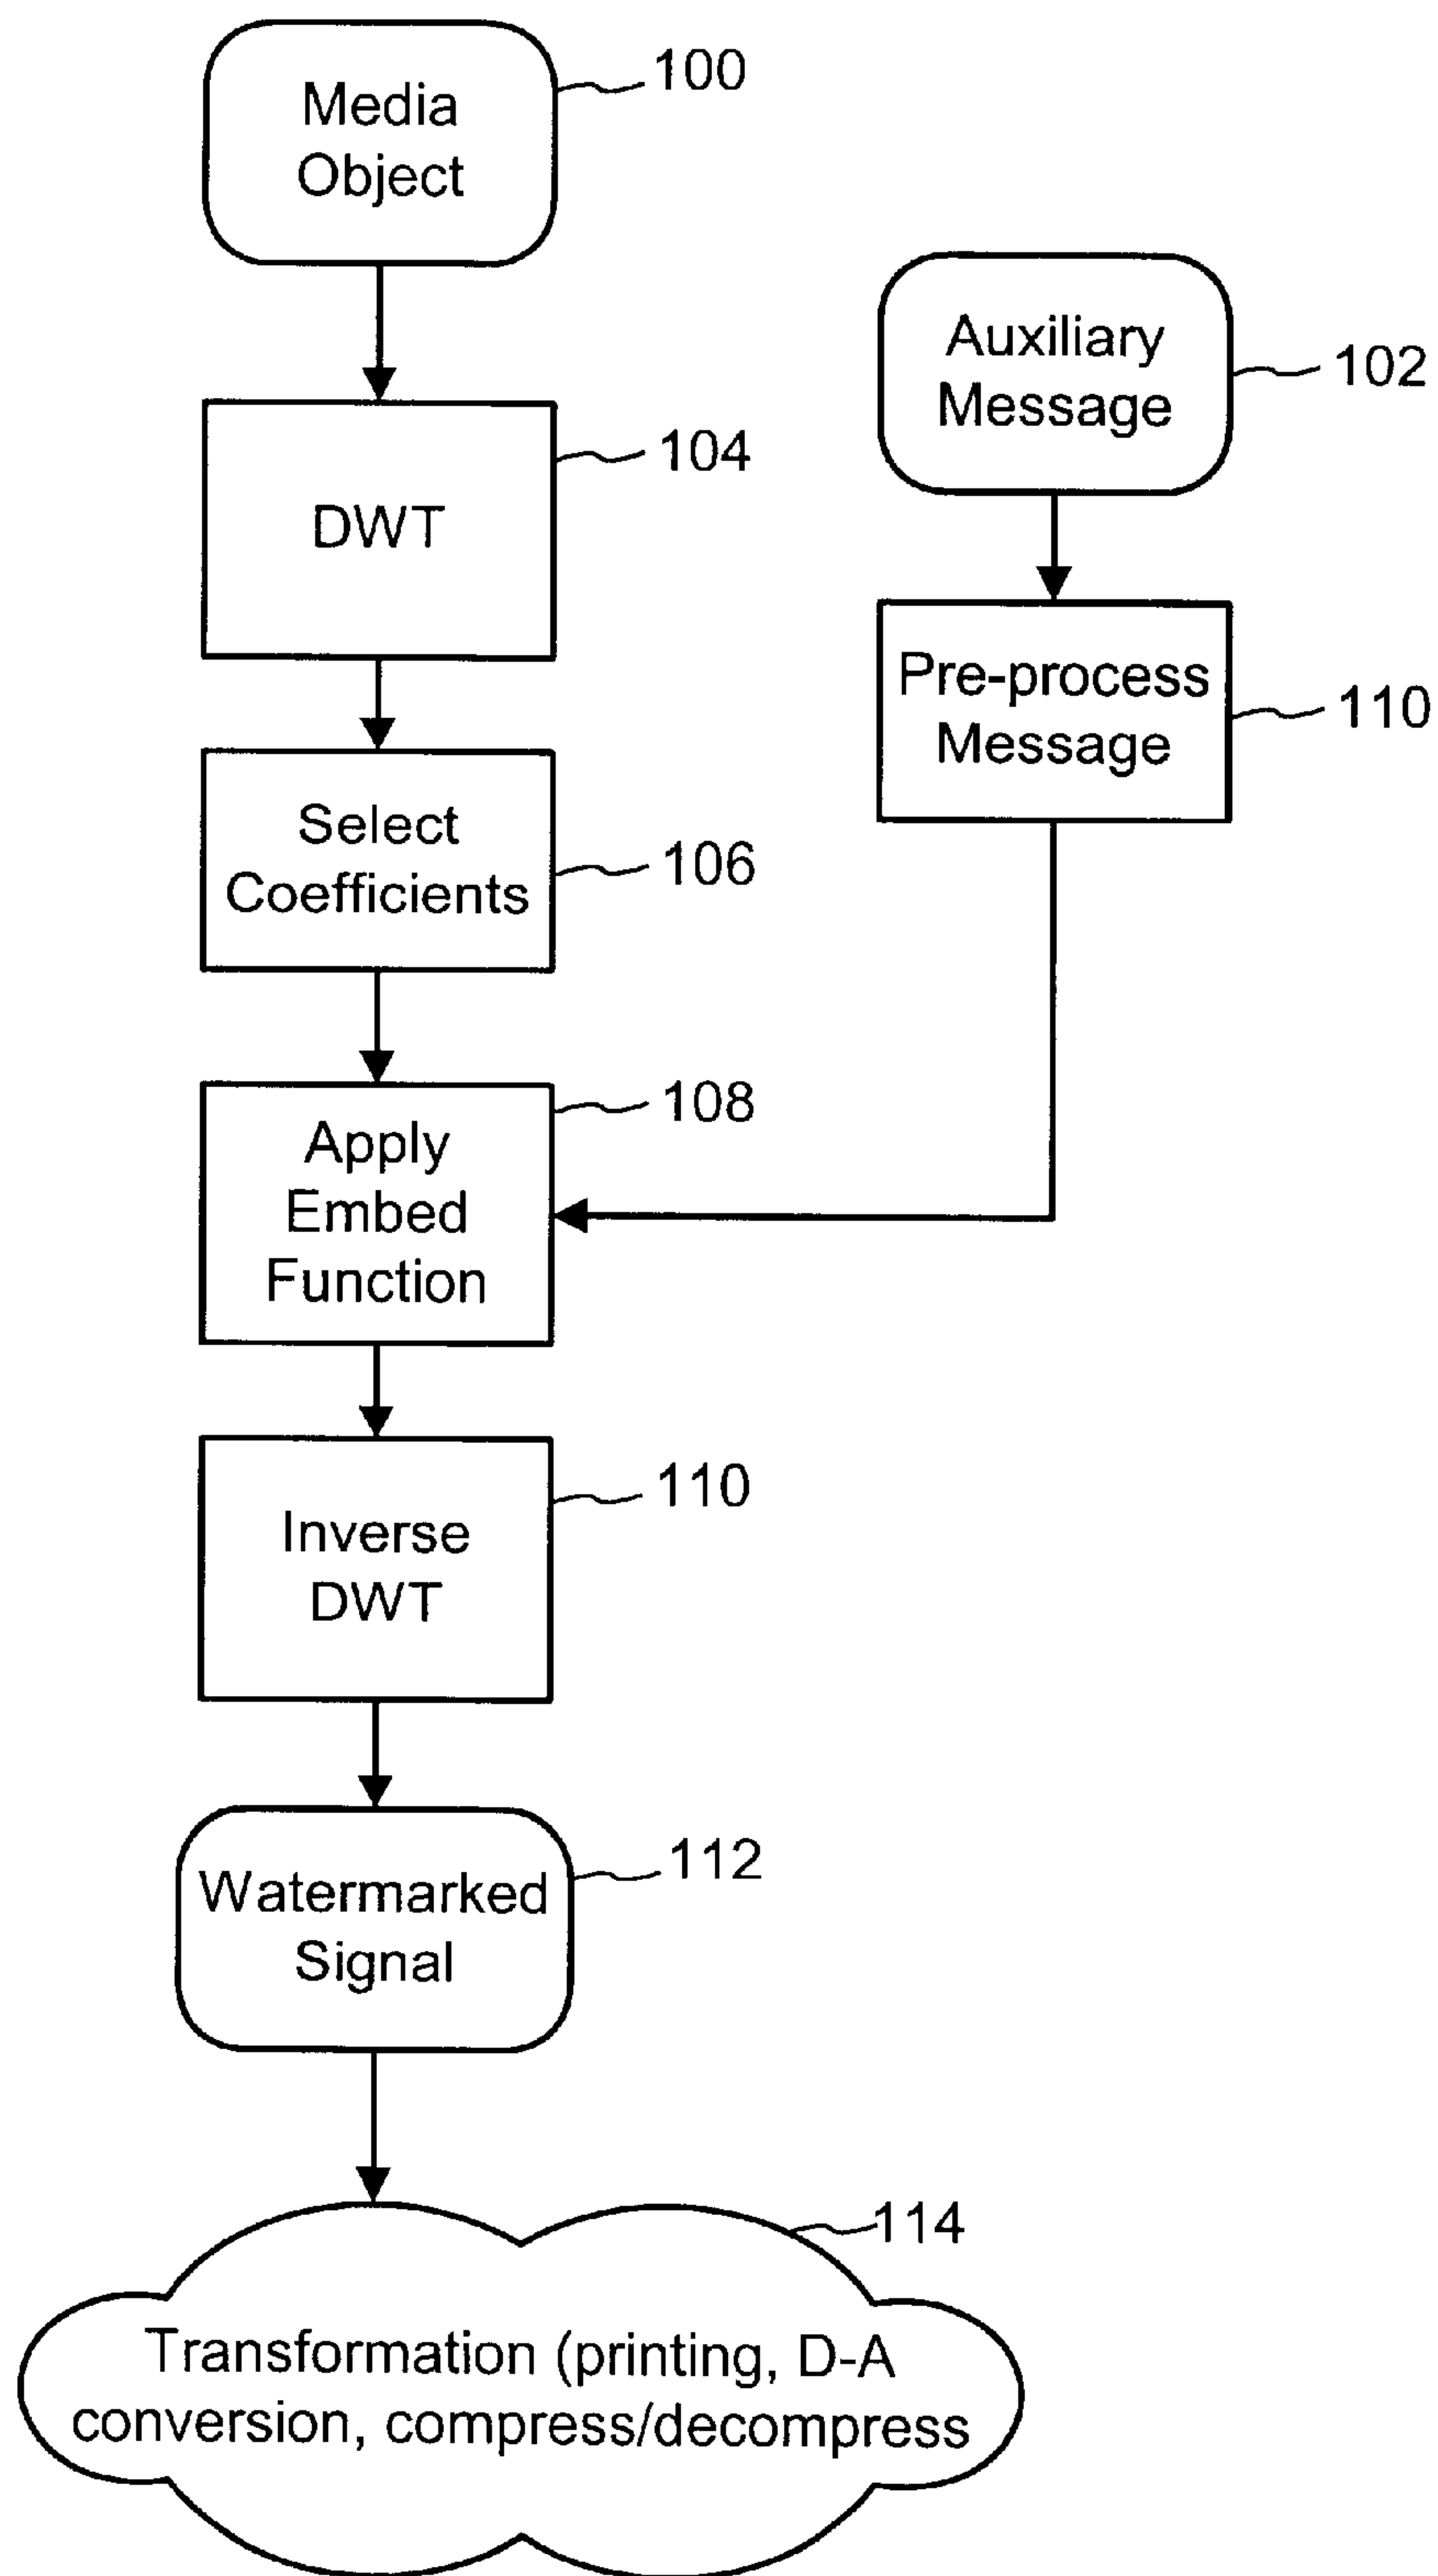 Media
Object
100
Auxiliary
Message
102
DWT
104
Pre-process
Message
110
Select
Coefficients
106
Apply
Embed
Function
108
Inverse
DWT
110
Watermarked
Signal
112
114
Transformation (printing, D-A
conversion, compress/decompress